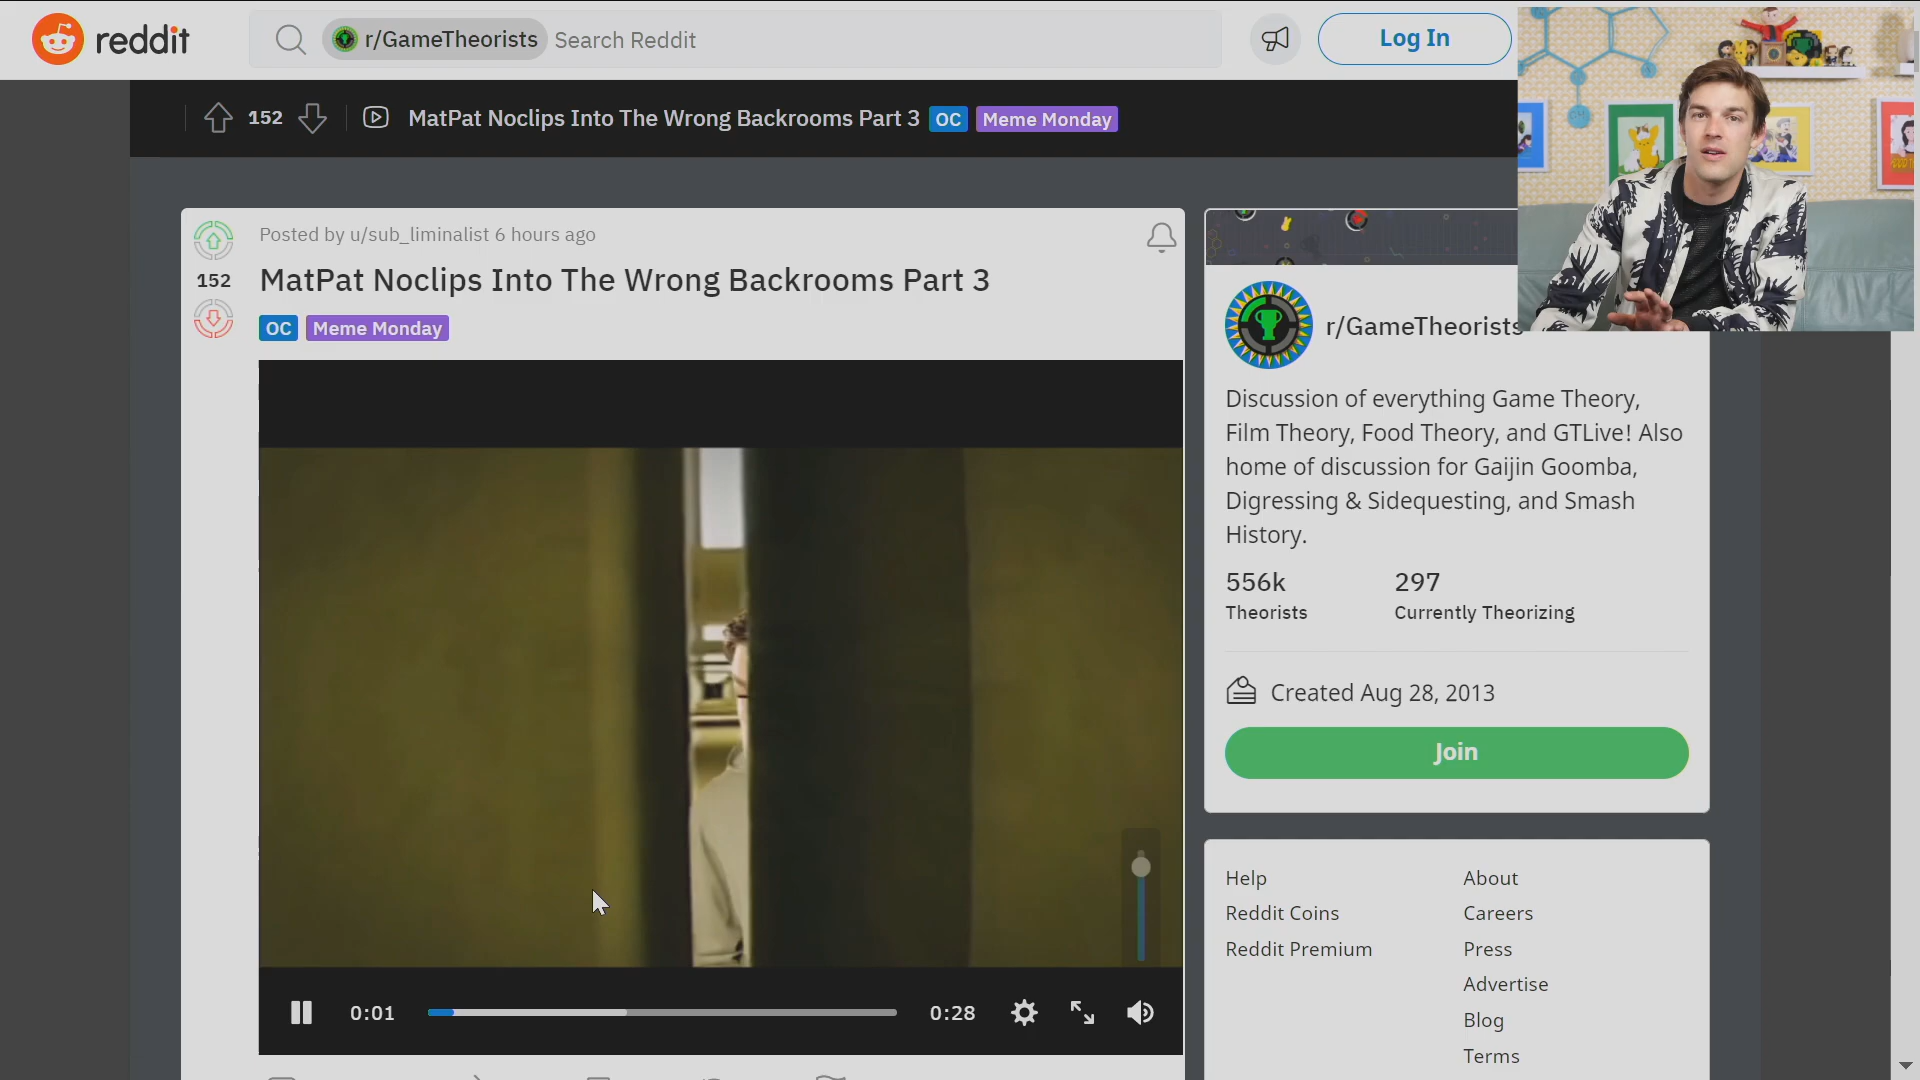 reddit
r/GameTheorists Search Reddit
Log In
152
MatPat Noclips Into The Wrong Backrooms Part 3 OC Meme Monday
Posted by u/sub_liminalist 6 hours ago
152
MatPat Noclips Into The Wrong Backrooms Part 3
OC Meme Monday
0:01
0:28
r/GameTheorists
Discussion of everything Game Theory,
Film Theory, Food Theory, and GTLive! Also
home of discussion for Gaijin Goomba,
Digressing & Sidequesting, and Smash
History.
556k
297
Theorists
Currently Theorizing
Created Aug 28, 2013
Join
Help
About
Reddit Coins
Careers
Reddit Premium
Press
Advertise
Blog
Terms